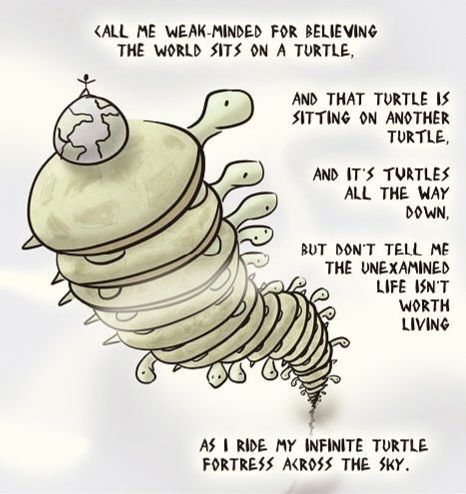 CALL ME WEAK-MINDED FOR BELIEVING
THE WORLD SITS ON A TURTLE,
AND THAT TURTLE IS
SITTING ON ANOTHER
TURTLE,
AND IT'S TURTLES
ALL THE WAY
DOWN,
BUT DON'T TELL ME
THE UNEXAMINED
LIFE ISN'T
WORTH
LIVING
AS I RIDE MY INFINITE TURTLE
FORTRESS ACROSS THE SKY.